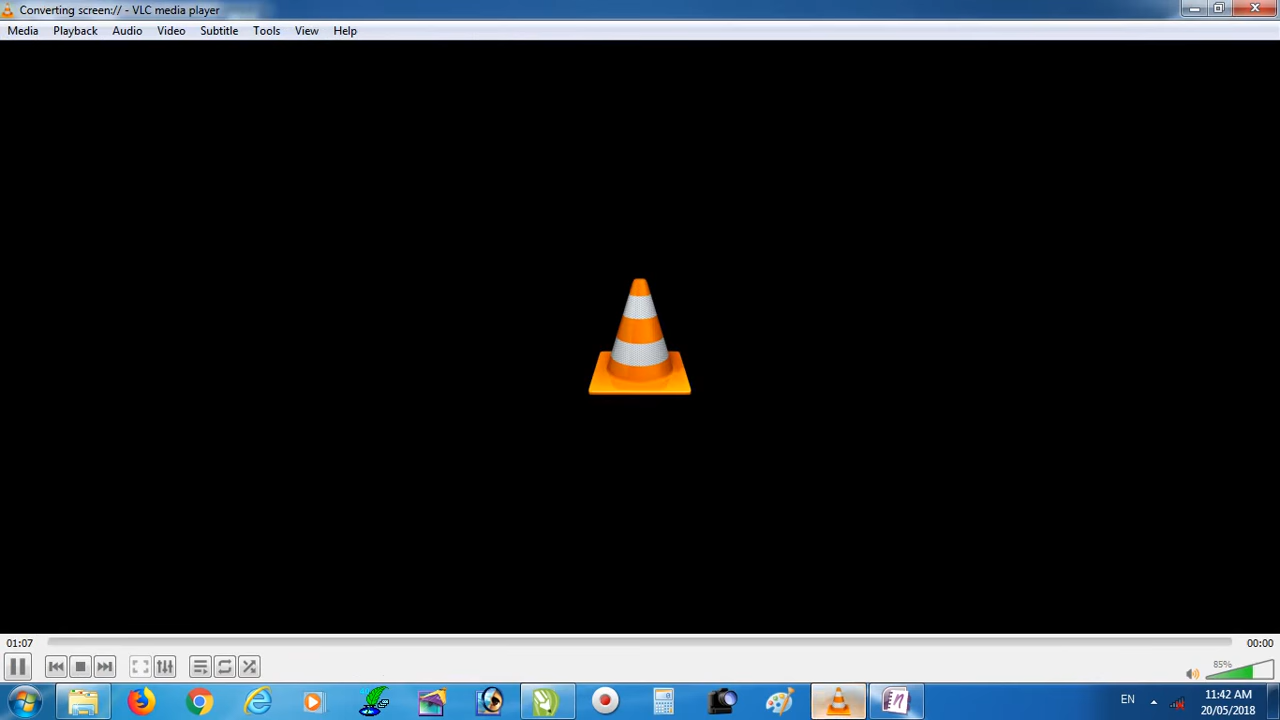 Converting screen:// - VLC media player
Media Playback Audio Video Subtitle Tools View Help
01:07 00:00
85%
EN 11:42 AM
20/05/2018